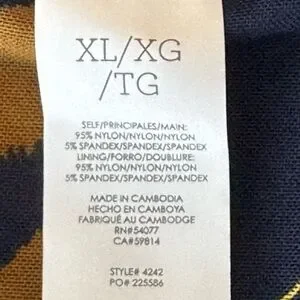 XL/XG
/TG
SELF/PRINCIPALES/MAIN:
95% NYLON/NYLON/NYLON
5% SPANDEX/SPANDEX/SPANDEX
LINING/FORRO/DOUBLURE:
95% NYLON/NYLON/NYLON
5% SPANDEX/SPANDEX/SPANDEX
MADE IN CAMBODIA
HECHO EN CAMBOYA
FABRIQUÉ AU CAMBODGE
RN#54077
CA#59814
STYLE# 4242
PO# 225586